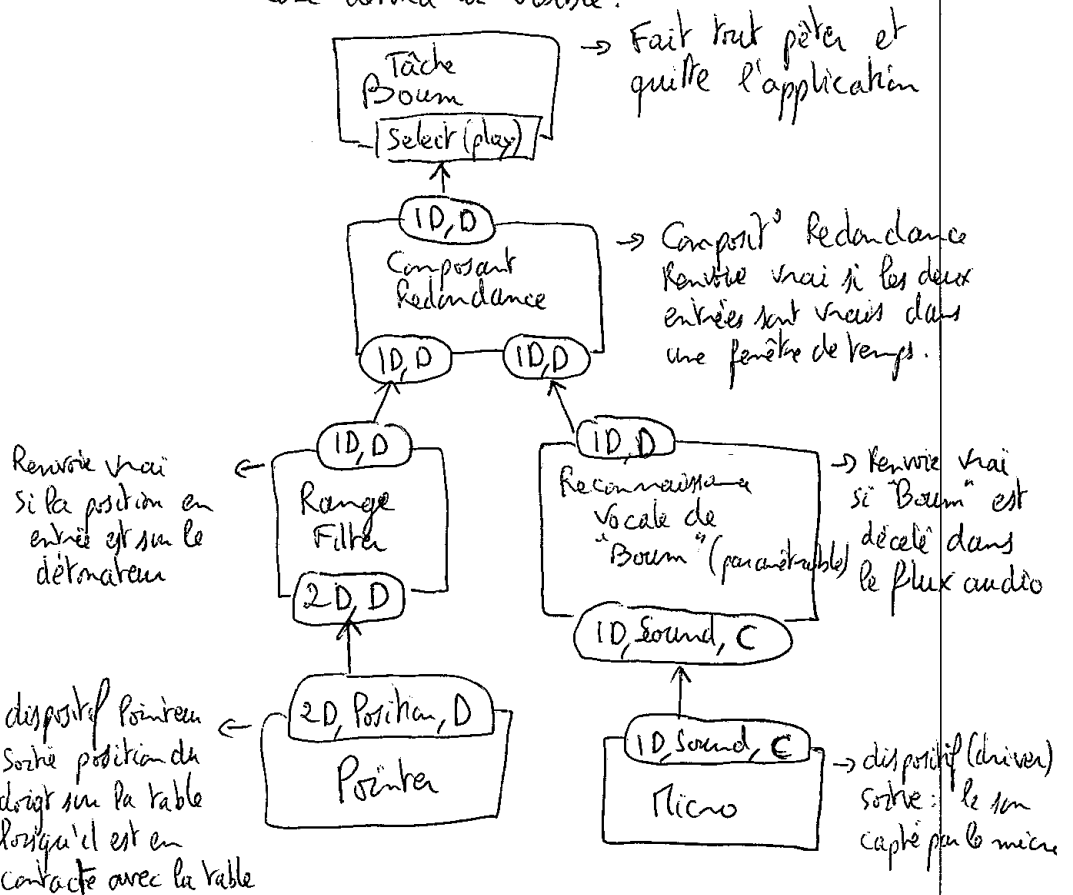 Tâche
Boum
Select (play)
→ Fait tout péter et
quitte l'application
1D, D
Composant
Redondance
→ Composit° Redondance
Renvoie vrai si les deux
entrées sont vrais dans
une fenêtre de temps.
1D, D
1D, D
Renvoie vrai
si la position en
entrée est sur le
détonateur
1D, D
Range
Filter
2D, D
1D, D
Reconnaissance
vocale de
"Boum" (paramétrable)
1D, Sound, C
→ Renvoie vrai
si "Boum" est
décelé dans
le flux audio
dispositif Pointeur
Sortie position du
doigt sur la table
lorsqu'il est en
contacte avec la table
2D, Position, D
Pointer
1D, Sound, C
Micro
→ dispositif (driver)
sortie : le son
capté par le micro